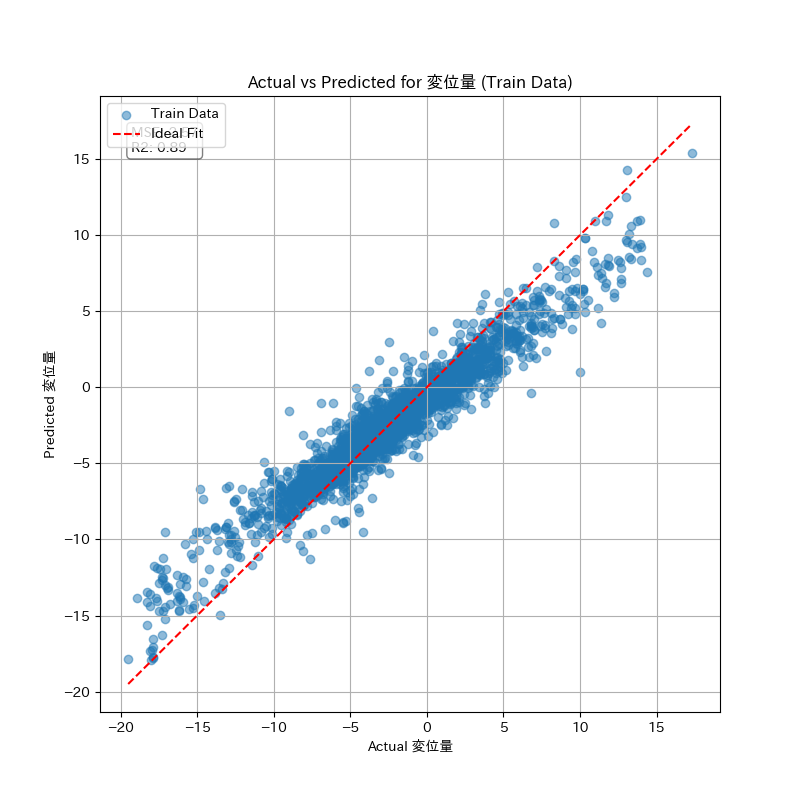 Actual vs Predicted for 変位量 (Train Data)
Train Data
Ideal Fit
R2: 0.89
Predicted 変位量
15
10
5
0
−5
−10
−15
−20
−20 −15 −10 −5 0 5 10 15
Actual 変位量